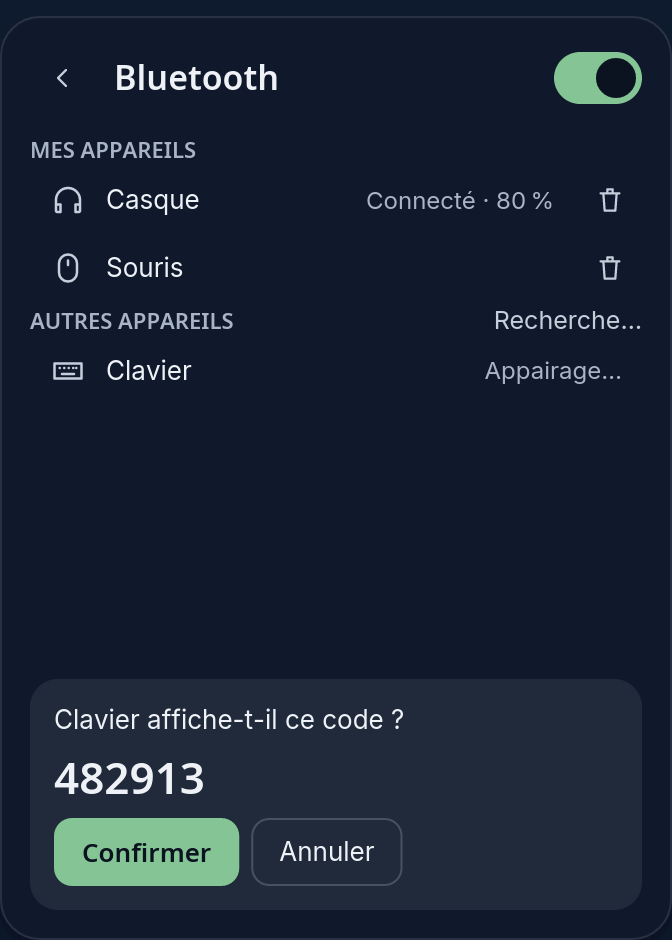 Bluetooth
MES APPAREILS
Casque Connecté · 80 %
Souris
AUTRES APPAREILS Recherche...
Clavier Appairage...
Clavier affiche-t-il ce code ?
482913
Confirmer Annuler